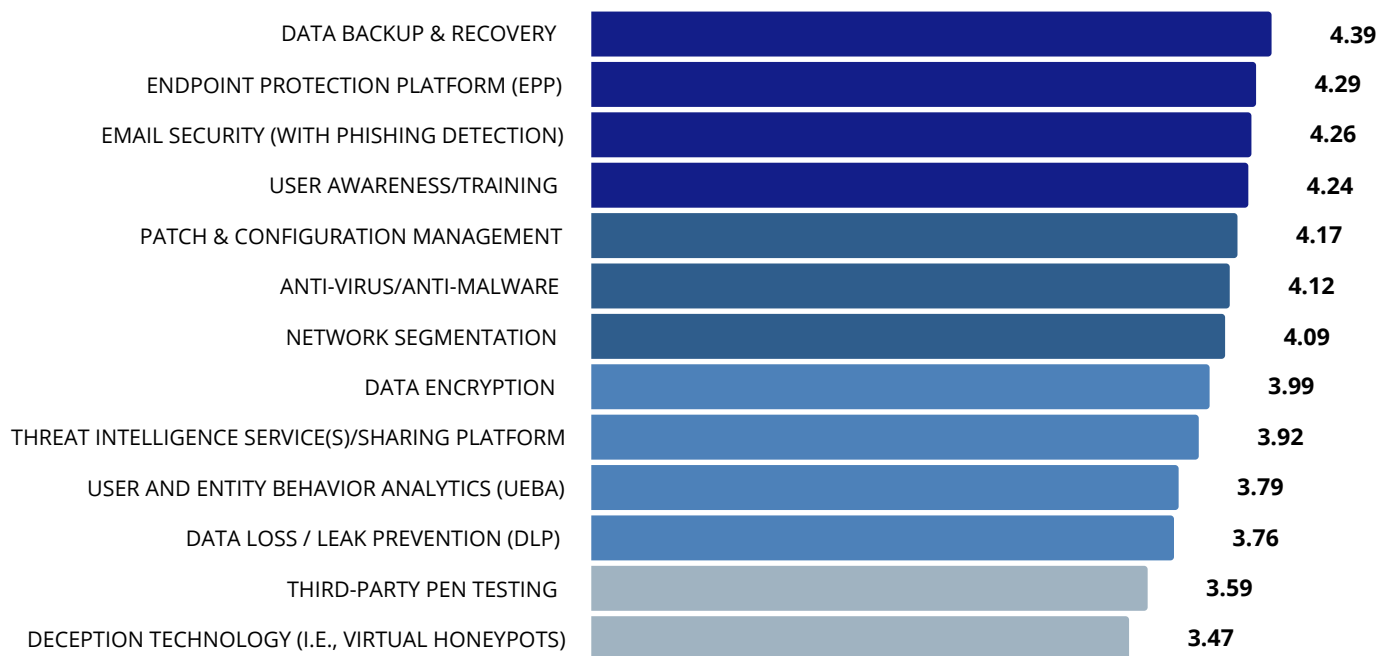 DATA BACKUP & RECOVERY 4.39
ENDPOINT PROTECTION PLATFORM (EPP) 4.29
EMAIL SECURITY (WITH PHISHING DETECTION) 4.26
USER AWARENESS/TRAINING 4.24
PATCH & CONFIGURATION MANAGEMENT 4.17
ANTI-VIRUS/ANTI-MALWARE 4.12
NETWORK SEGMENTATION 4.09
DATA ENCRYPTION 3.99
THREAT INTELLIGENCE SERVICE(S)/SHARING PLATFORM 3.92
USER AND ENTITY BEHAVIOR ANALYTICS (UEBA) 3.79
DATA LOSS / LEAK PREVENTION (DLP) 3.76
THIRD-PARTY PEN TESTING 3.59
DECEPTION TECHNOLOGY (I.E., VIRTUAL HONEYPOTS) 3.47